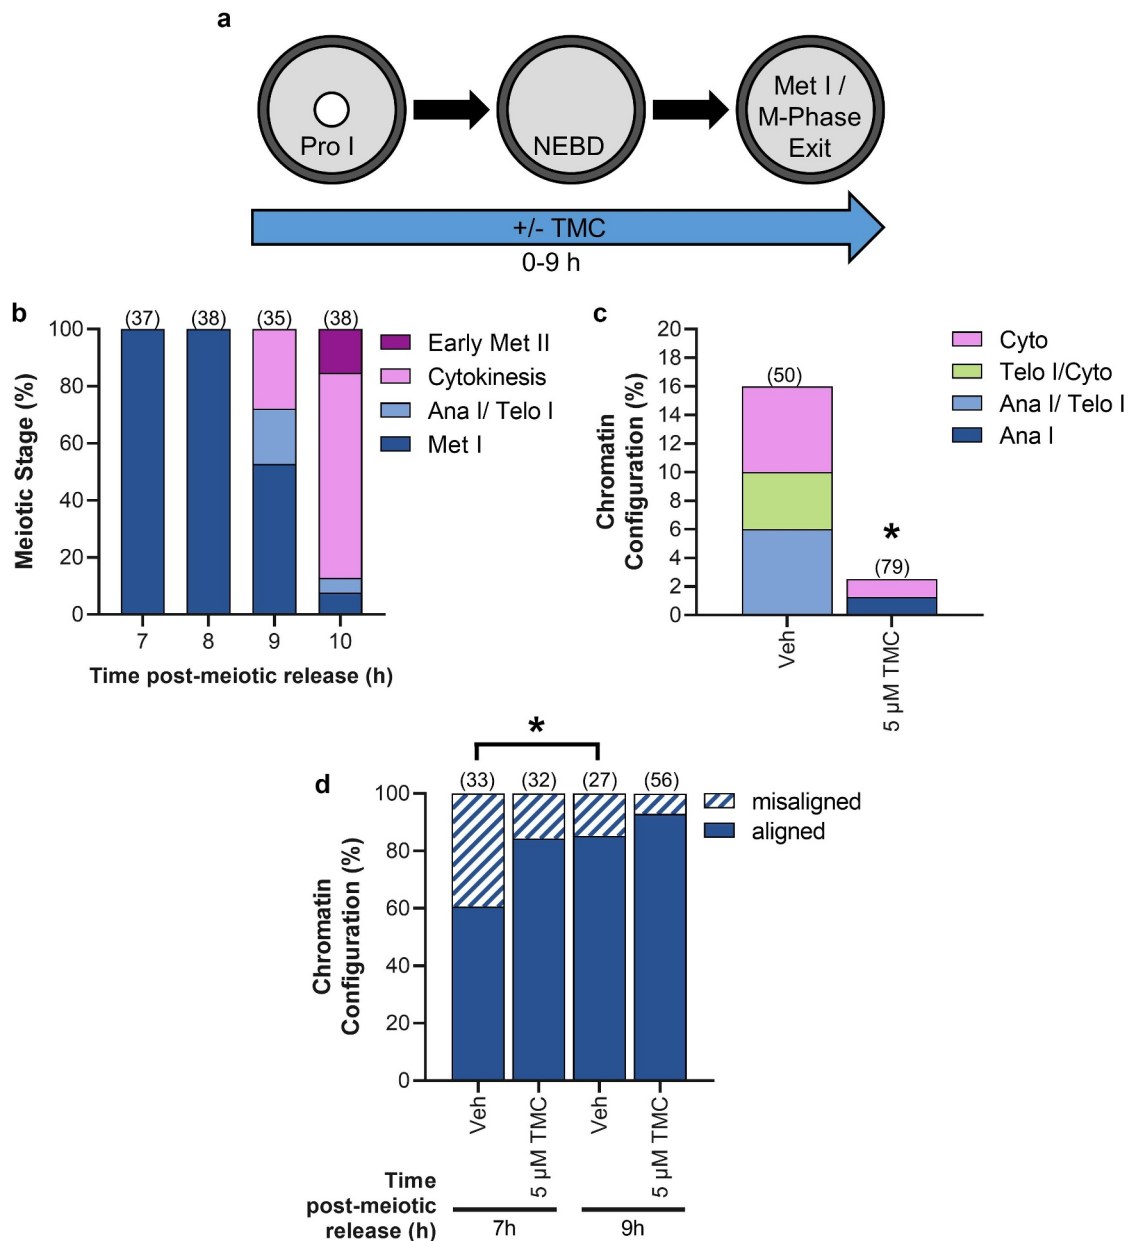 a
Pro I
NEBD
Met I /
M-Phase
Exit
+/- TMC
0-9 h
b
(37)
(38)
(35)
(38)
100
80
60
40
20
0
Meiotic Stage (%)
7
8
9
10
Time post-meiotic release (h)
Early Met II
Cytokinesis
Ana I/ Telo I
Met I
c
20
18
16
14
12
10
8
6
4
2
0
Chromatin
Configuration (%)
(50)
*
(79)
Veh
5 µM TMC
Cyto
Telo I/Cyto
Ana I/ Telo I
Ana I
d
*
(33)
(32)
(27)
(56)
100
80
60
40
20
0
Chromatin
Configuration (%)
misaligned
aligned
Veh
5 µM TMC
Veh
5 µM TMC
Time
post-meiotic
release (h)
7h
9h